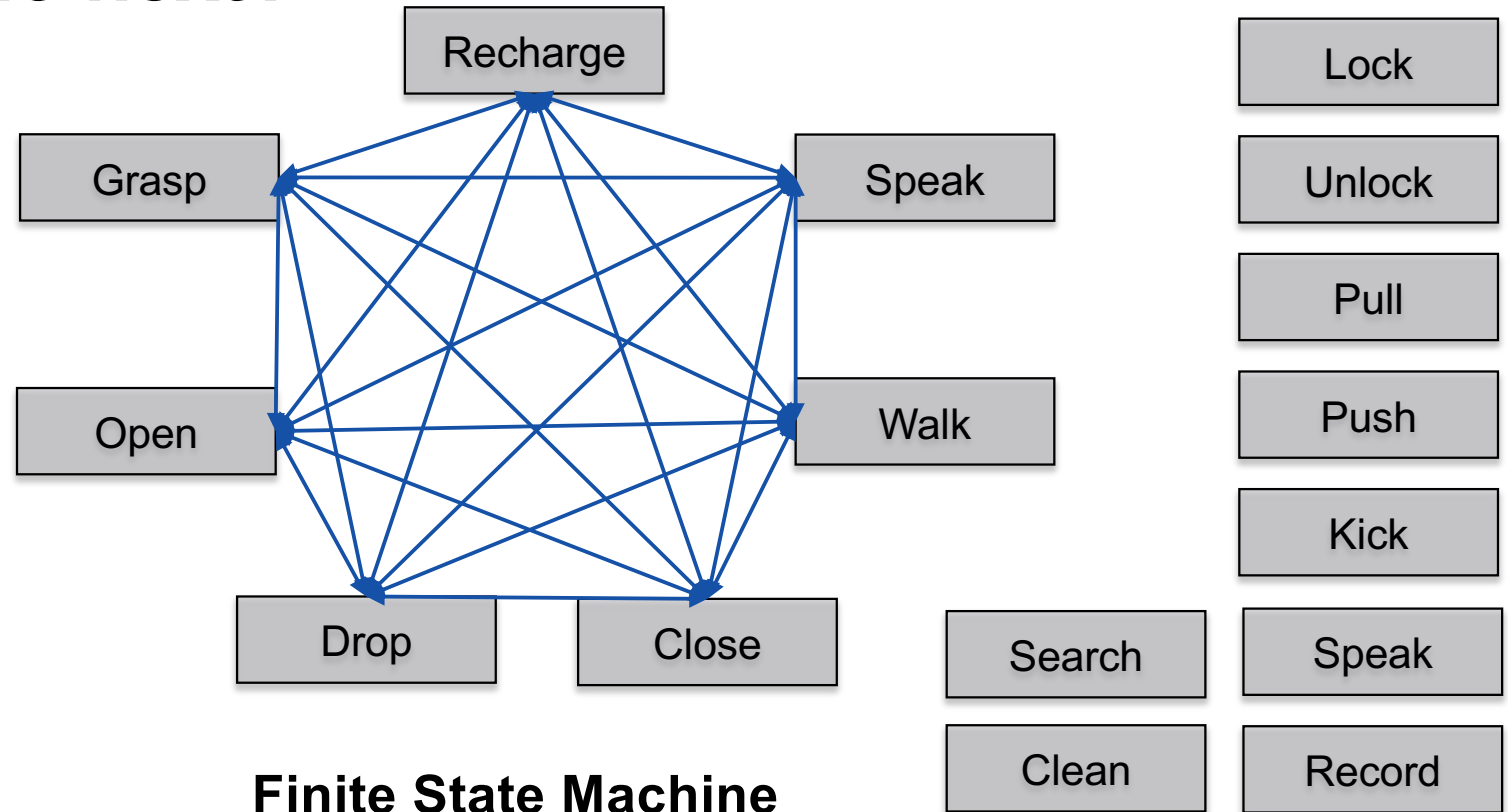 Recharge
Lock
Grasp
Speak
Unlock
Pull
Open
Walk
Push
Kick
Drop
Close
Search
Speak
Clean
Record
Finite State Machine